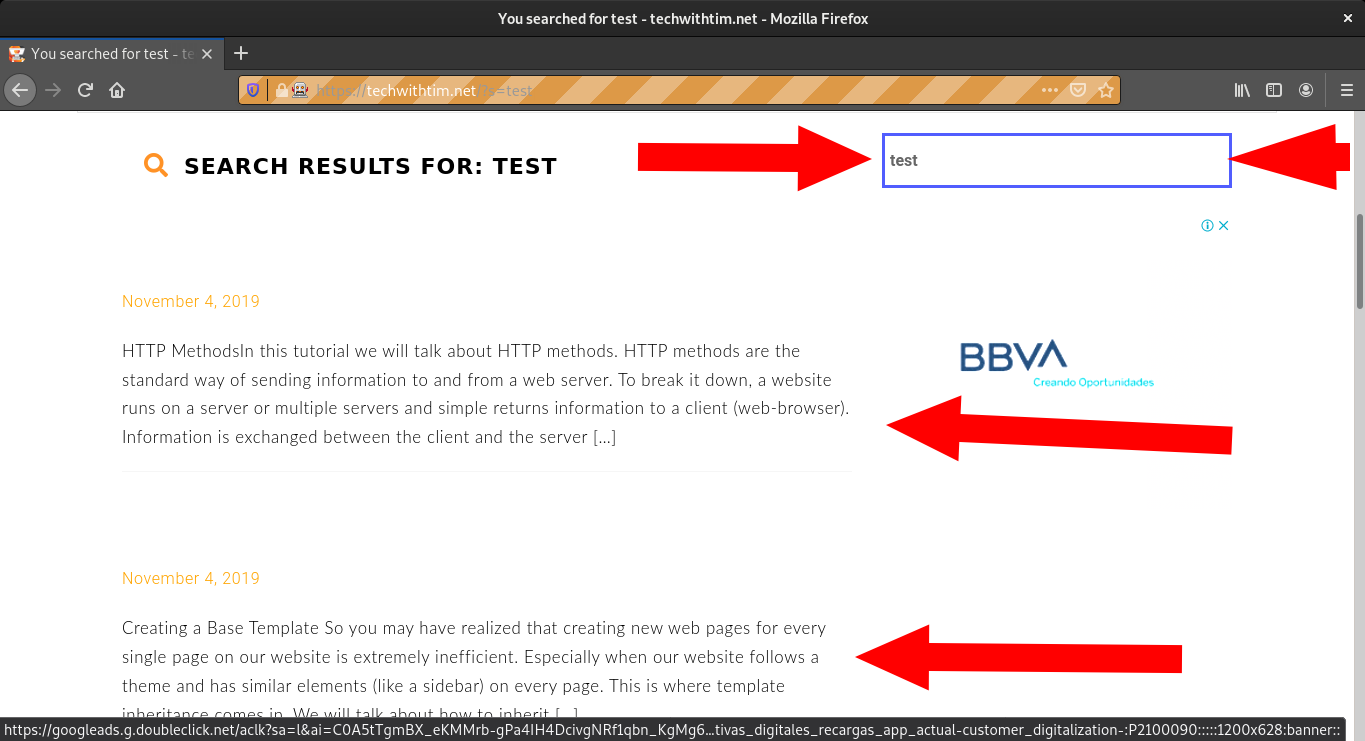 You searched for test - techwithtim.net - Mozilla Firefox
You searched for test - te
https://techwithtim.net/?s=test
SEARCH RESULTS FOR: TEST
test
November 4, 2019
HTTP MethodsIn this tutorial we will talk about HTTP methods. HTTP methods are the
standard way of sending information to and from a web server. To break it down, a website
runs on a server or multiple servers and simple returns information to a client (web-browser).
Information is exchanged between the client and the server [...]
BBVA
Creando Oportunidades
November 4, 2019
Creating a Base Template So you may have realized that creating new web pages for every
single page on our website is extremely inefficient. Especially when our website follows a
theme and has similar elements (like a sidebar) on every page. This is where template
inheritance comes in. We will talk about how to inherit [...]
https://googleads.g.doubleclick.net/aclk?sa=l&ai=C0A5tTgmBX_eKMMrb-gPa4IH4DcivgNRf1qbn_KgMg6...tivas_digitales_recargas_app_actual-customer_digitalization-:P2100090:::::1200x628:banner::